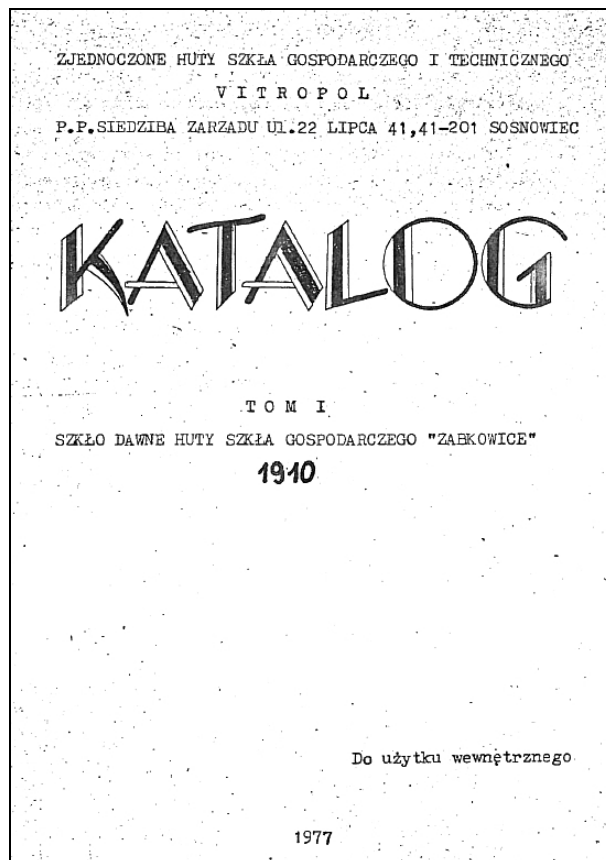 ZJEDNOCZONE HUTY SZKŁA GOSPODARCZEGO I TECHNICZNEGO
VITROPOL
P.P.SIEDZIBA ZARZADU Ul.22 LIPCA 41,41-201 SOSNOWIEC
KATALOG
TOM I
SZKŁO DAWNE HUTY SZKŁA GOSPODARCZEGO "ZABKOWICE"
1910
Do użytku wewnętrznego
1977